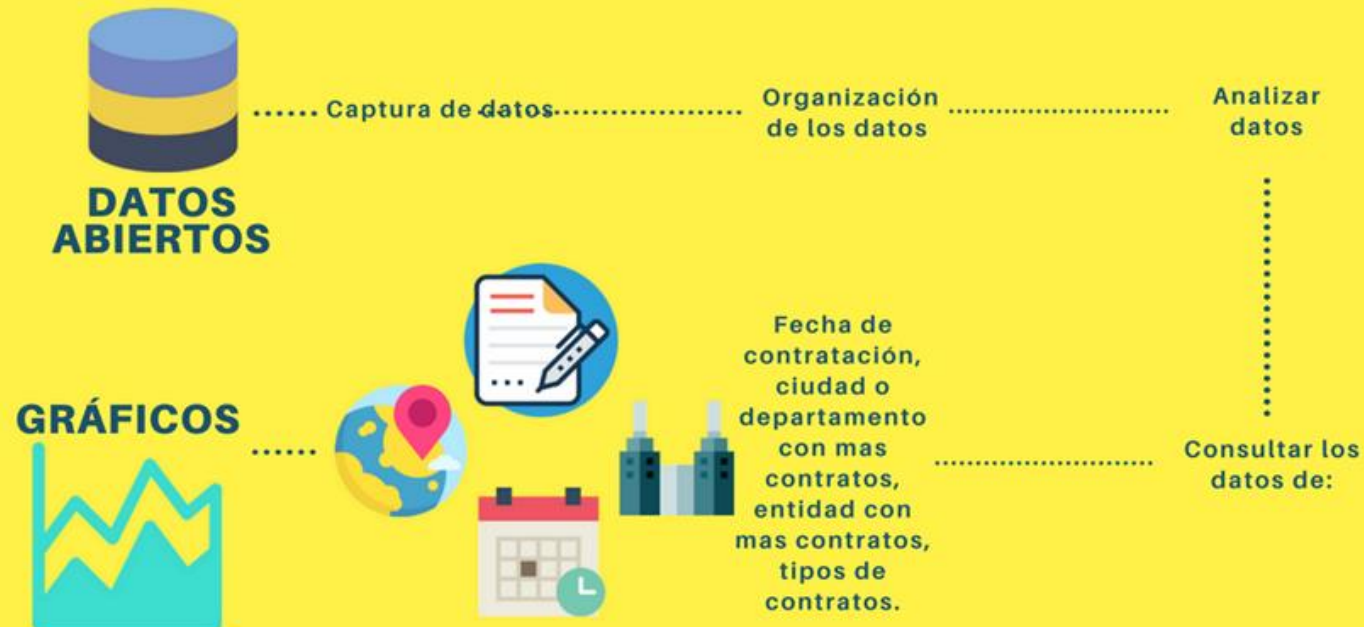 DATOS
ABIERTOS
Captura de datos
Organización
de los datos
Analizar
datos
Consultar los
datos de:
Fecha de
contratación,
ciudad o
departamento
con mas
contratos,
entidad con
mas contratos,
tipos de
contratos.
GRÁFICOS